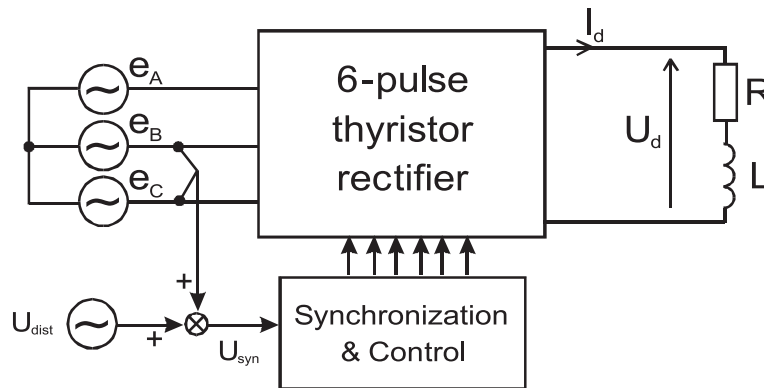 e_A
e_B
e_C
6-pulse
thyristor
rectifier
I_d
U_d
R
L
+
+
U_dist
U_syn
Synchronization
& Control